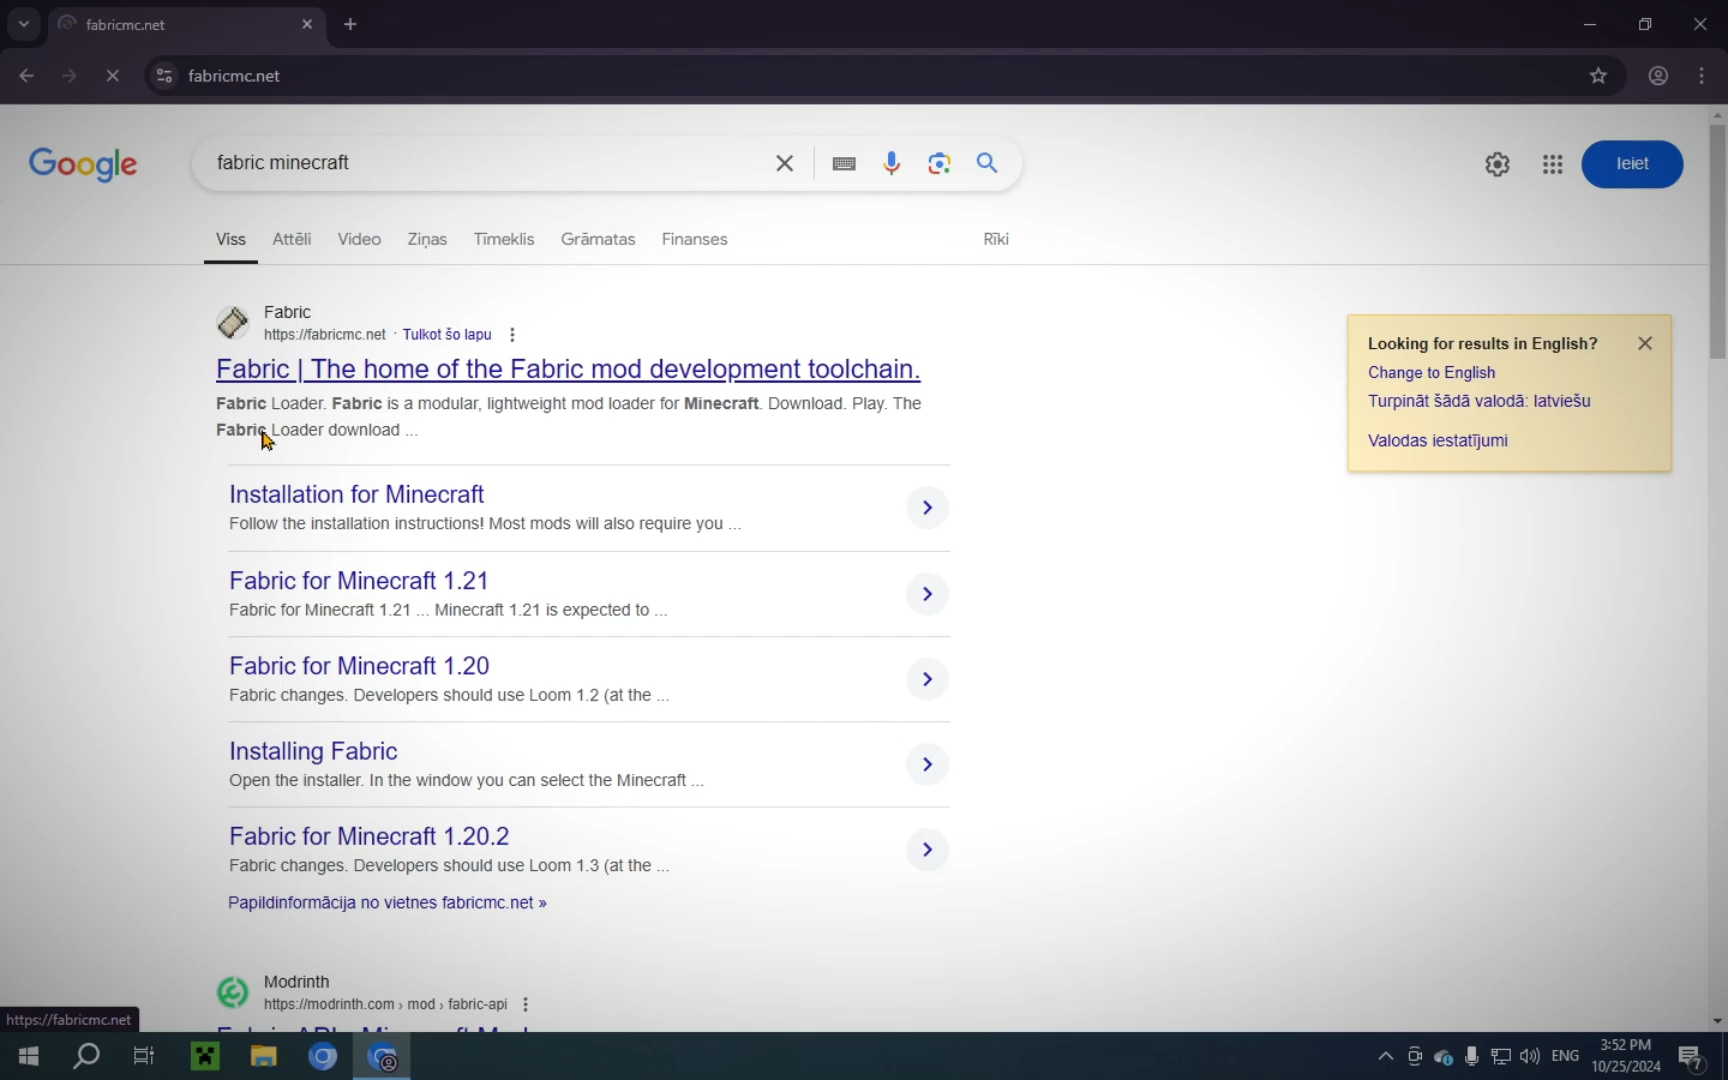 fabricmc.net
fabricmc.net
Google
fabric minecraft
Ieiet
Viss Attēli Video Ziņas Tīmeklis Grāmatas Finanses Rīki
Fabric
https://fabricmc.net · Tulkot šo lapu
Fabric | The home of the Fabric mod development toolchain.
Fabric Loader. Fabric is a modular, lightweight mod loader for Minecraft. Download. Play. The
Fabric Loader download ...
Looking for results in English?
Change to English
Turpināt šādā valodā: latviešu
Valodas iestatījumi
Installation for Minecraft
Follow the installation instructions! Most mods will also require you ...
Fabric for Minecraft 1.21
Fabric for Minecraft 1.21 ... Minecraft 1.21 is expected to ...
Fabric for Minecraft 1.20
Fabric changes. Developers should use Loom 1.2 (at the ...
Installing Fabric
Open the installer. In the window you can select the Minecraft ...
Fabric for Minecraft 1.20.2
Fabric changes. Developers should use Loom 1.3 (at the ...
Papildinformācija no vietnes fabricmc.net »
Modrinth
https://modrinth.com › mod › fabric-api
https://fabricmc.net
ENG
3:52 PM
10/25/2024
7